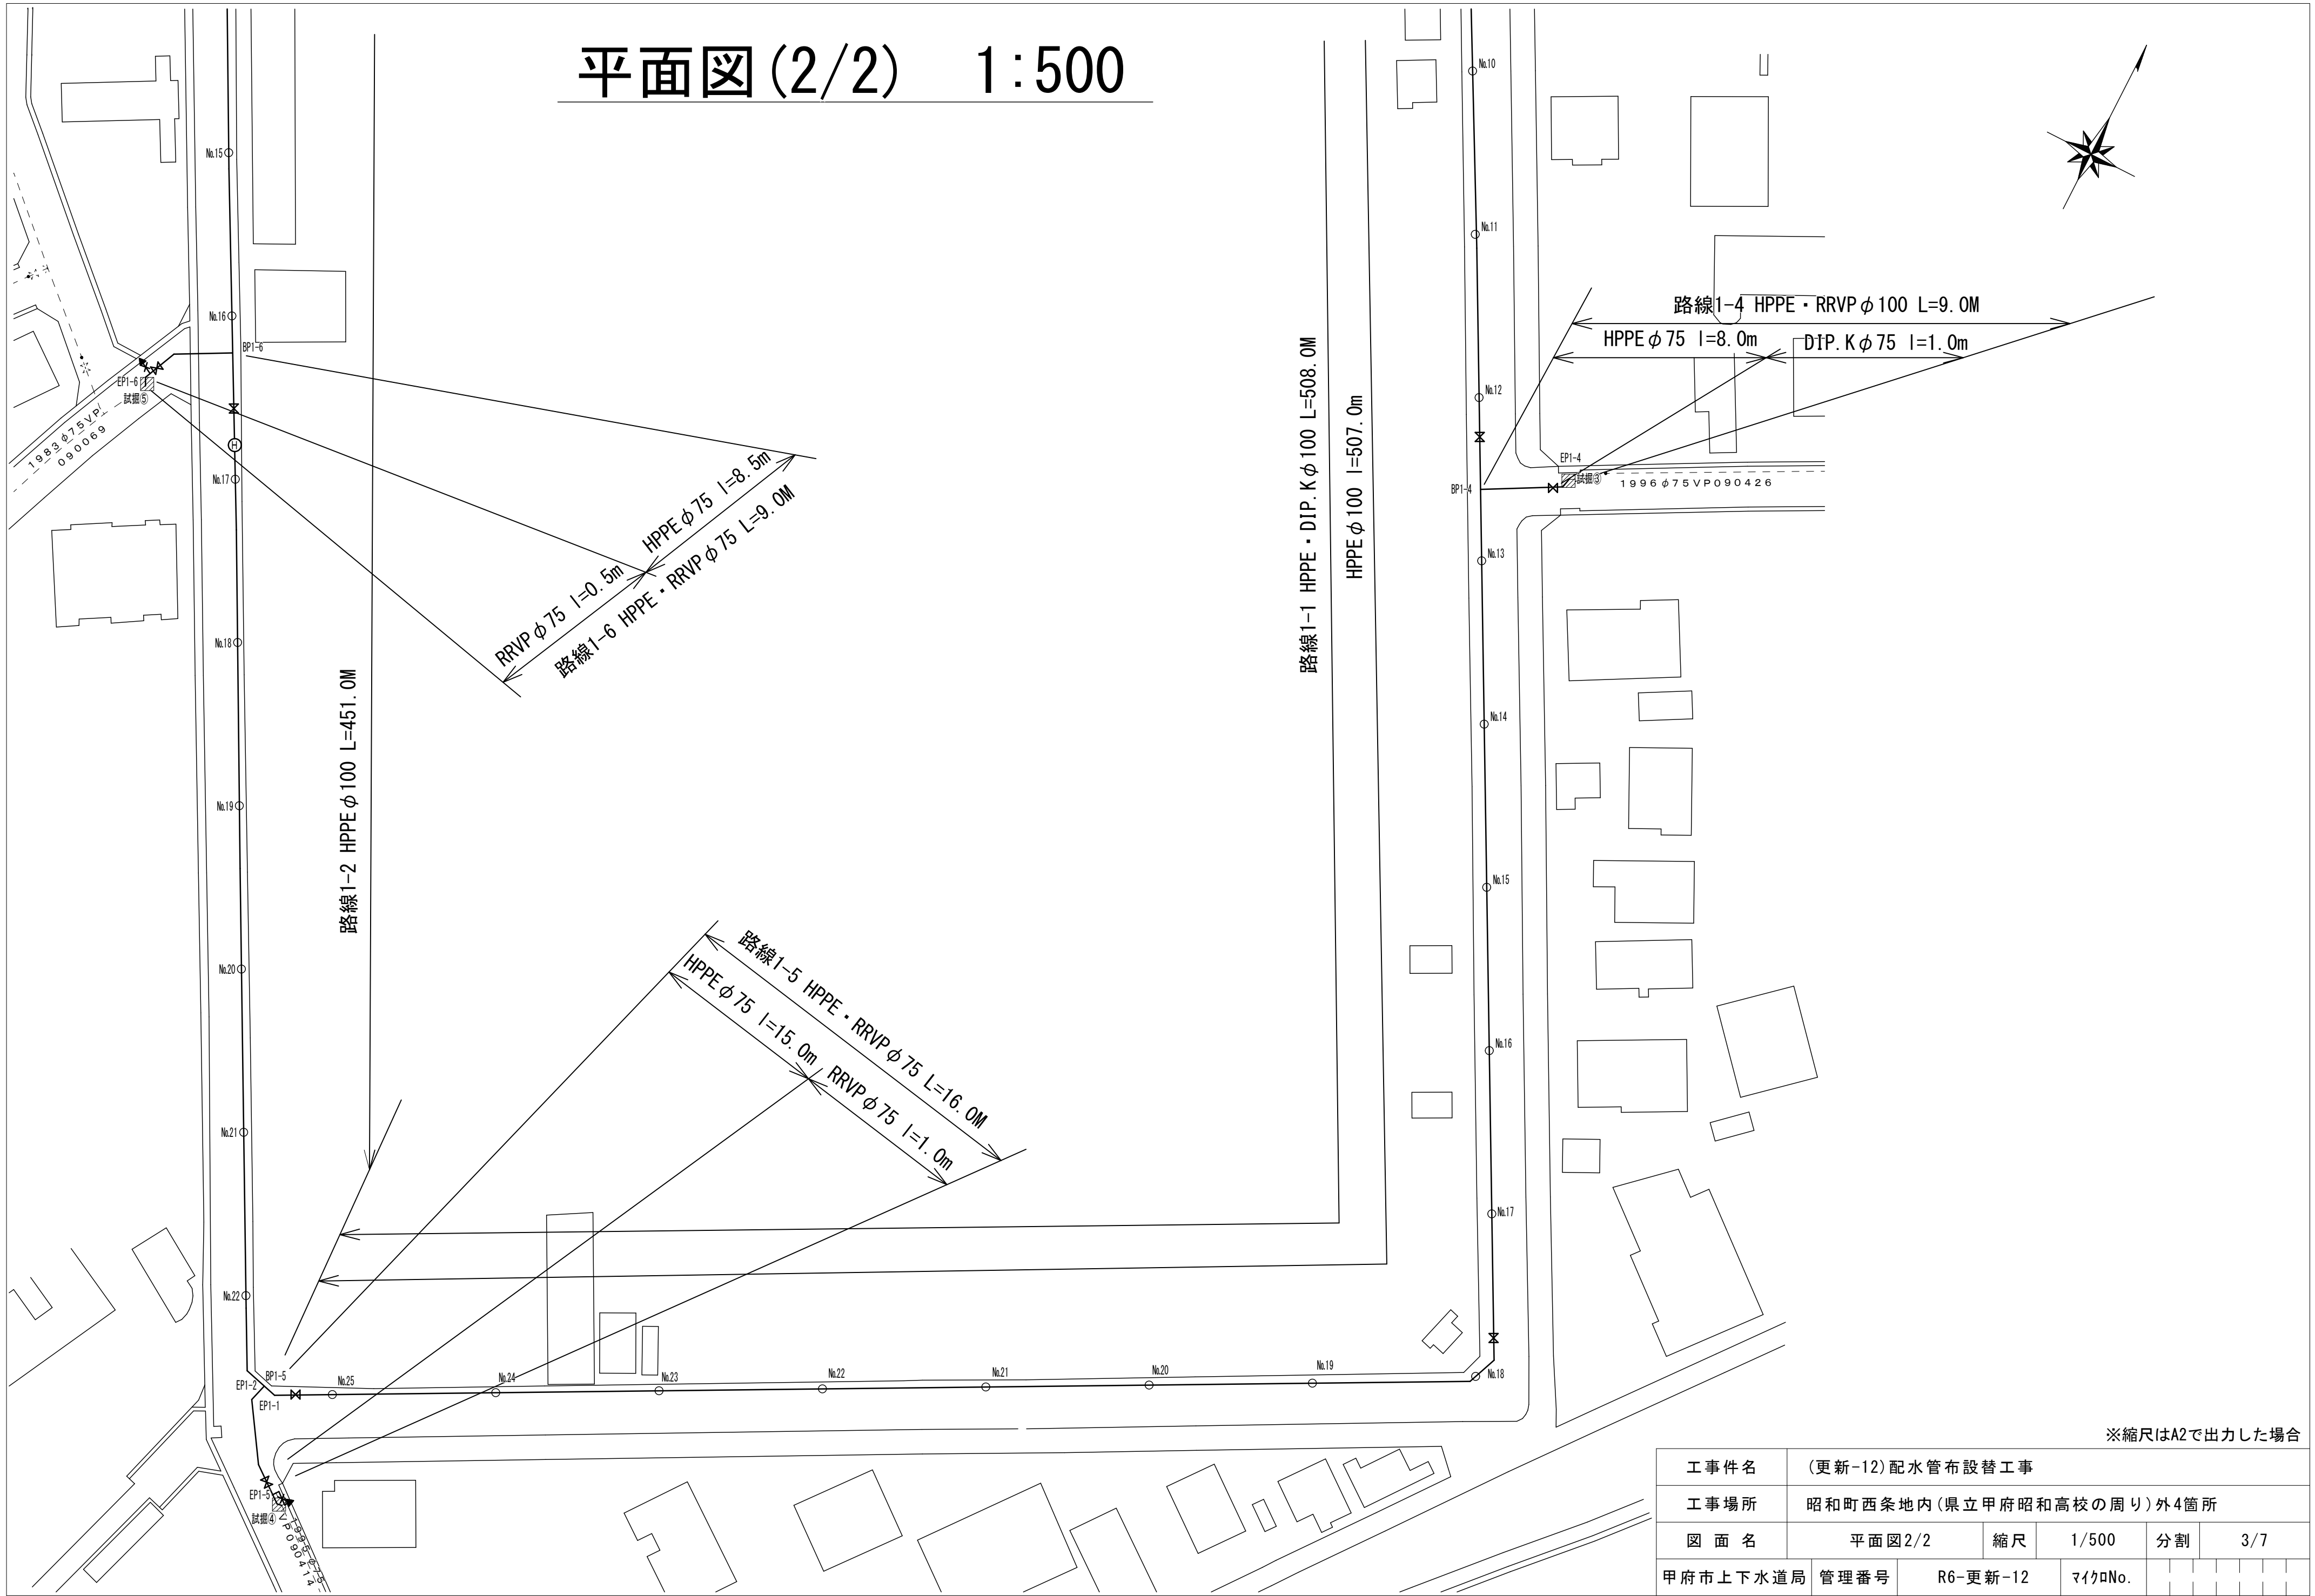 平面図(2/2) 1:500
No.10
No.15
No.11
No.16
BP1-6
EP1-6
試掘⑤
1983φ75VP
090069
No.17
No.12
路線1-4 HPPE・RRVPφ100 L=9.0M
HPPEφ75 l=8.0m
DIP.Kφ75 l=1.0m
EP1-4
試掘③
1996φ75VP090426
BP1-4
No.13
HPPEφ75 l=8.5m
RRVPφ75 l=0.5m
路線1-6 HPPE・RRVPφ75 L=9.0M
路線1-1 HPPE・DIP.Kφ100 L=508.0M
HPPEφ100 l=507.0m
No.18
No.14
路線1-2 HPPEφ100 L=451.0M
No.19
No.15
No.20
路線1-5 HPPE・RRVPφ75 L=16.0M
HPPEφ75 l=15.0m
RRVPφ75 l=1.0m
No.16
No.21
No.17
No.22
BP1-5
EP1-2
EP1-1
No.25
No.24
No.23
No.22
No.21
No.20
No.19
No.18
EP1-5
試掘④
1995φ75
VP090414
※縮尺はA2で出力した場合
工事件名 (更新-12)配水管布設替工事
工事場所 昭和町西条地内(県立甲府昭和高校の周り)外4箇所
図面名 平面図2/2 縮尺 1/500 分割 3/7
甲府市上下水道局 管理番号 R6-更新-12 マイクロNo.